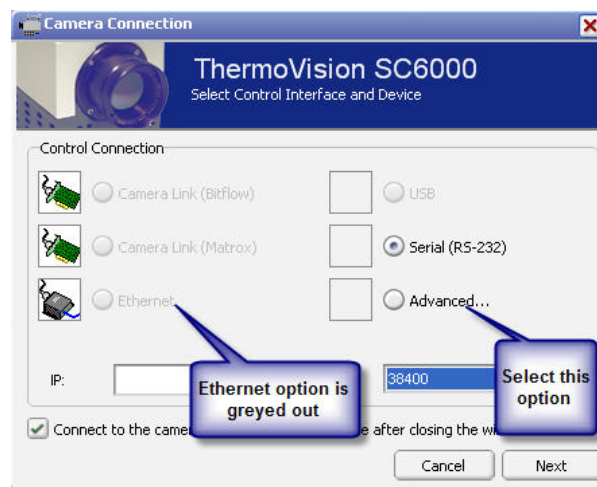 Camera Connection
ThermoVision SC6000
Select Control Interface and Device
Control Connection
Camera Link (Bitflow)
USB
Camera Link (Matrox)
Serial (RS-232)
Ethernet
Advanced...
IP:
38400
Ethernet option is
greyed out
Select this
option
Connect to the
after closing the
Cancel
Next